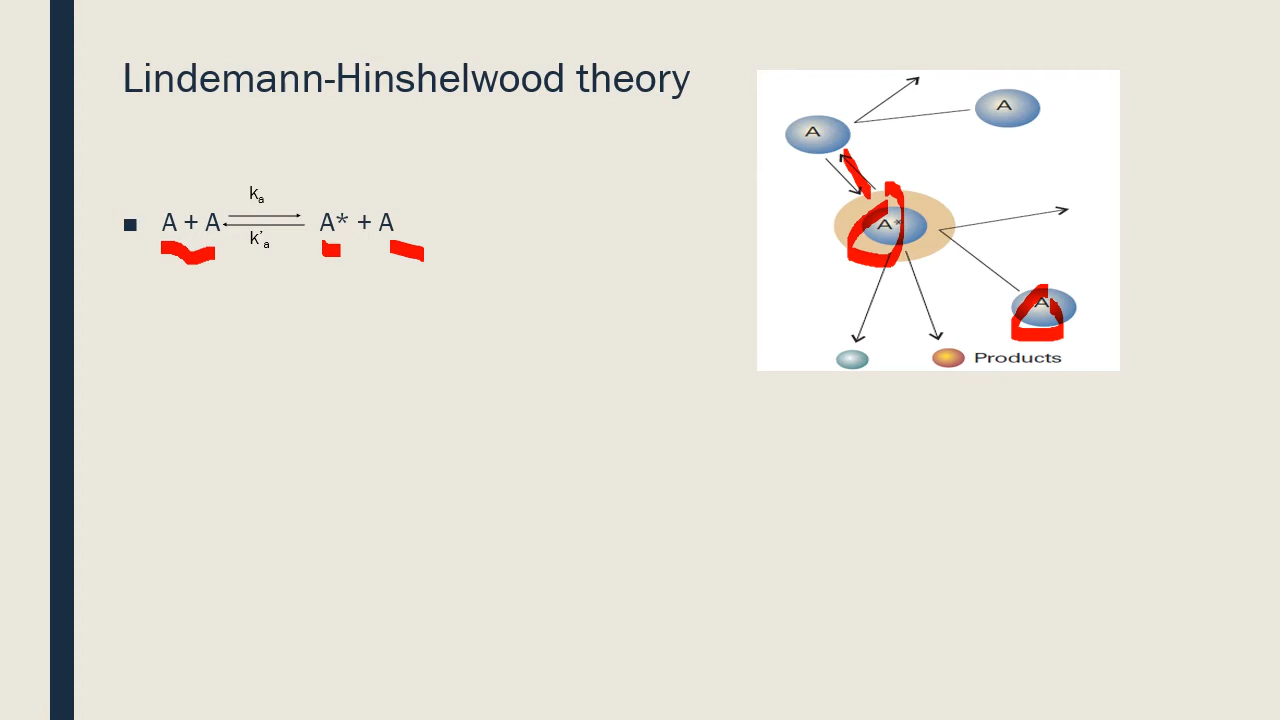 Lindemann-Hinshelwood theory
kₐ
■ A + A ⇌ A* + A
k'ₐ
A
A
A*
A
Products